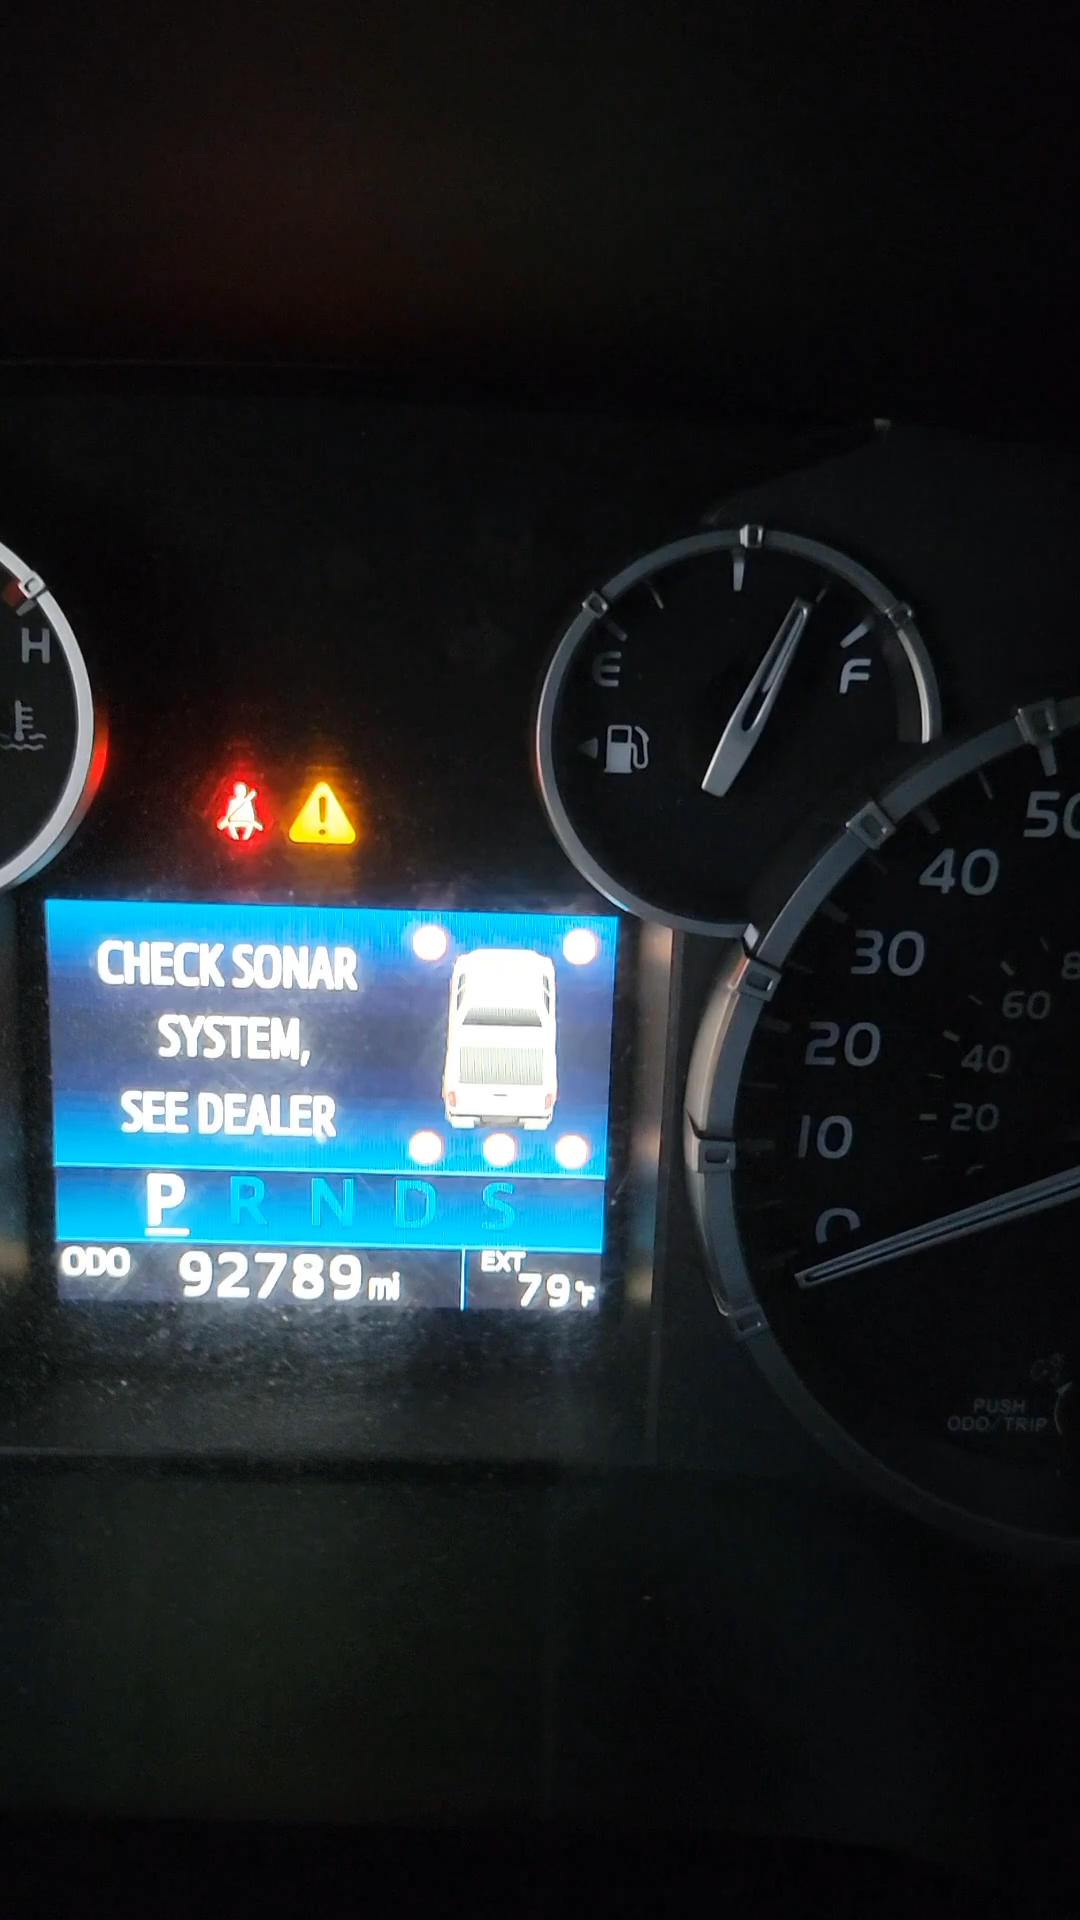 H
E
F
50
40
30
20
10
0
80
60
40
20
CHECK SONAR
SYSTEM,
SEE DEALER
P R N D S
ODO 92789 mi
EXT 79°F
PUSH
ODO/TRIP